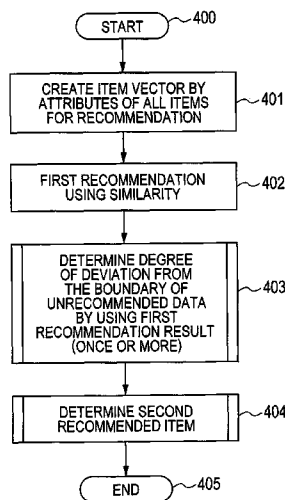 START
400
CREATE ITEM VECTOR BY
ATTRIBUTES OF ALL ITEMS
FOR RECOMMENDATION
401
FIRST RECOMMENDATION
USING SIMILARITY
402
DETERMINE DEGREE
OF DEVIATION FROM
THE BOUNDARY OF
UNRECOMMENDED DATA
BY USING FIRST
RECOMMENDATION RESULT
(ONCE OR MORE)
403
DETERMINE SECOND
RECOMMENDED ITEM
404
END
405